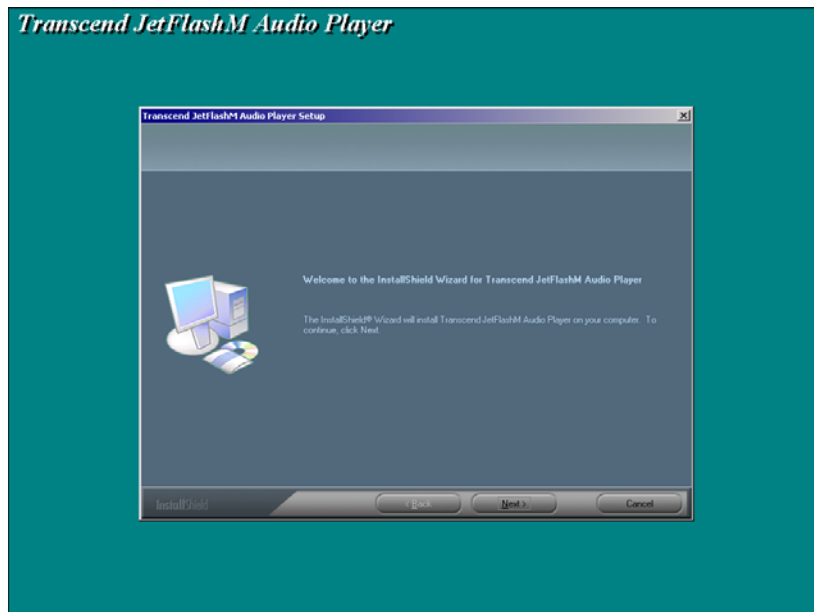 Transcend JetFlashM Audio Player
Transcend JetFlashM Audio Player Setup
Welcome to the InstallShield Wizard for Transcend JetFlashM Audio Player
The InstallShield® Wizard will install Transcend JetFlashM Audio Player on your computer. To
continue, click Next.
InstallShield
< Back
Next >
Cancel